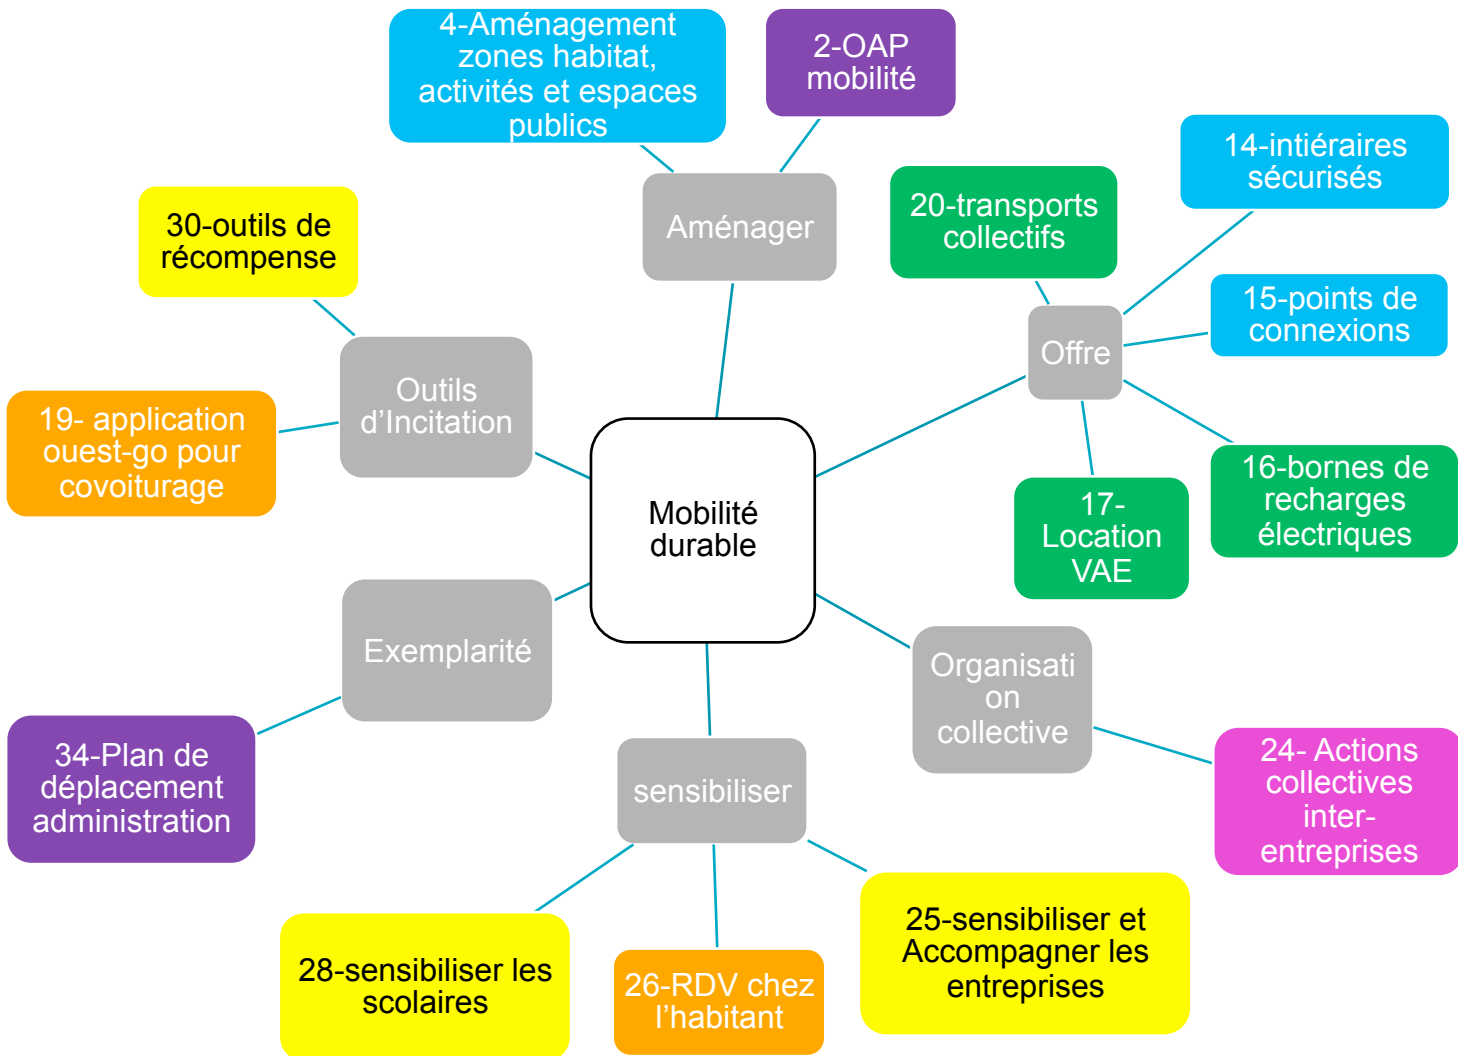 4-Aménagement
zones habitat,
activités et espaces
publics
2-OAP
mobilité
14-intiéraires
sécurisés
20-transports
collectifs
30-outils de
récompense
Aménager
15-points de
connexions
Offre
Outils
d’Incitation
19- application
ouest-go pour
covoiturage
16-bornes de
recharges
électriques
17-
Location
VAE
Mobilité
durable
Exemplarité
Organisati
on
collective
34-Plan de
déplacement
administration
sensibiliser
24- Actions
collectives
inter-
entreprises
28-sensibiliser les
scolaires
26-RDV chez
l’habitant
25-sensibiliser et
Accompagner les
entreprises